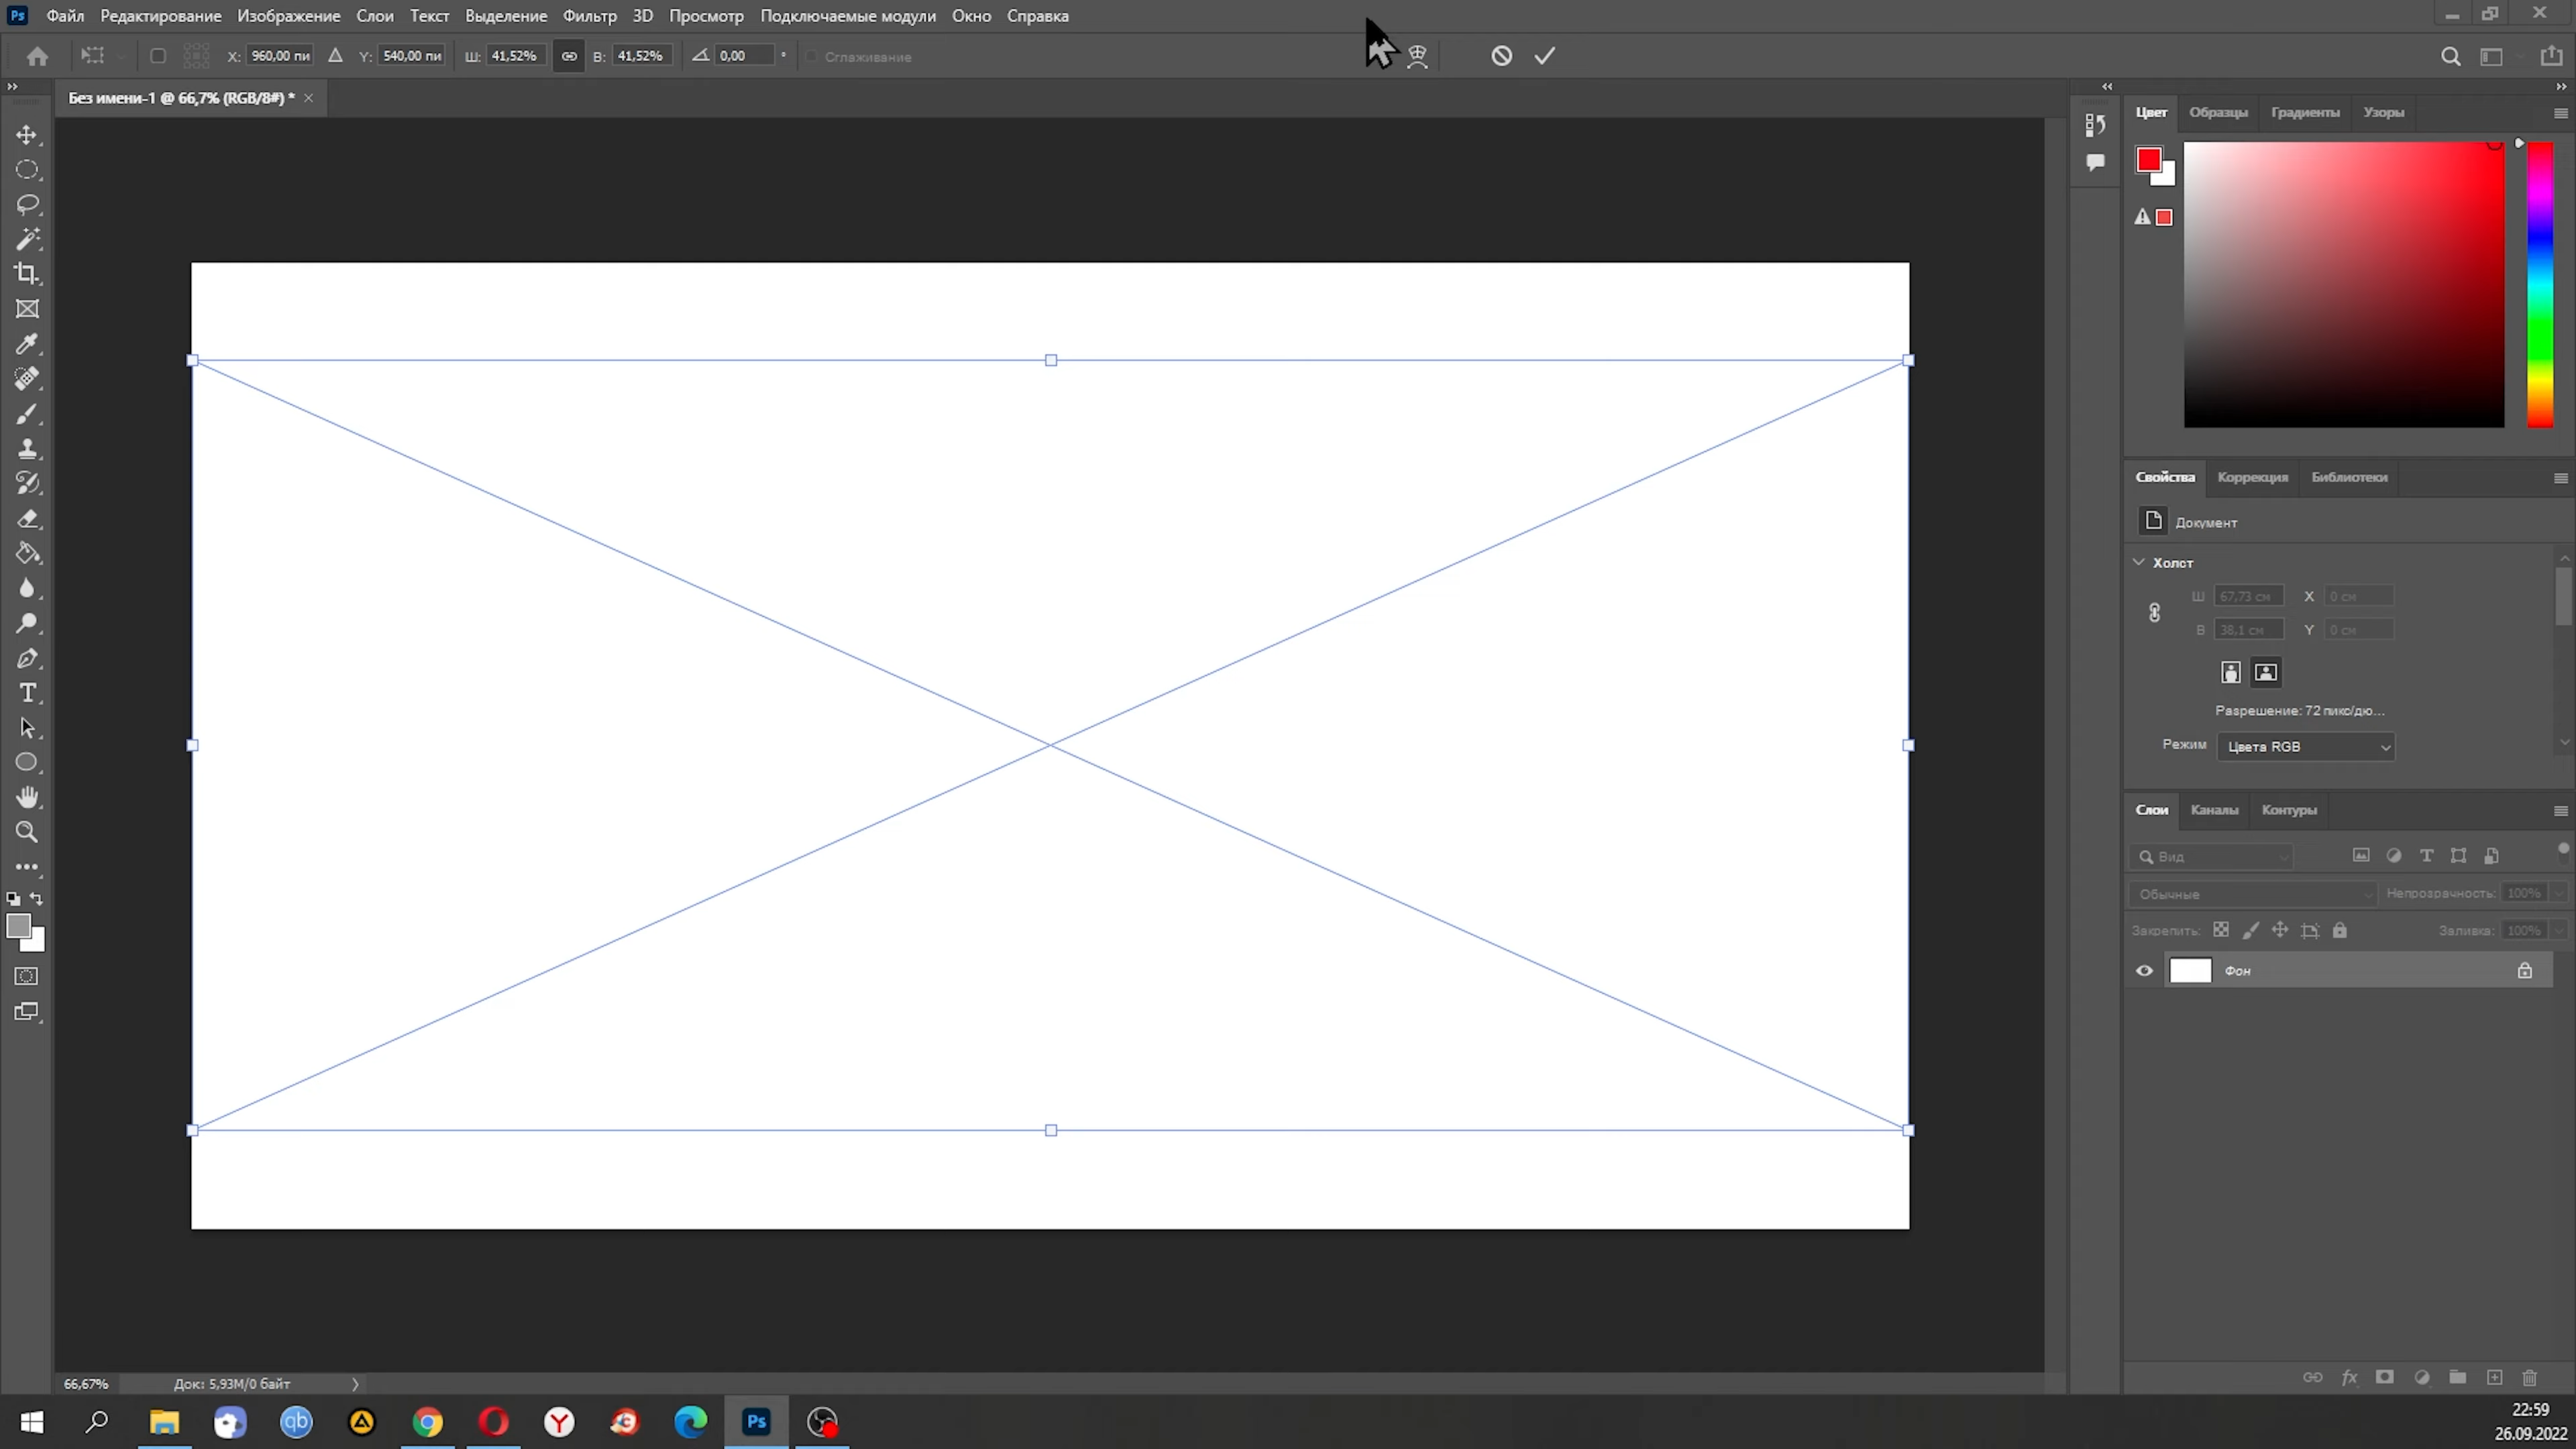 Ps Файл Редактирование Изображение Слои Текст Выделение Фильтр 3D Просмотр Подключаемые модули Окно Справка
X: 960,00 пи Y: 540,00 пи Ш: 41,52% В: 41,52% 0,00 ° Сглаживание
Без имени-1 @ 66,7% (RGB/8#) * ×
Цвет Образцы Градиенты Узоры
Свойства Коррекция Библиотеки
Документ
Холст
Ш 67,73 см X 0 см
В 38,1 см Y 0 см
Разрешение: 72 пикс/дю...
Режим Цвета RGB
Слои Каналы Контуры
Вид
Обычные Непрозрачность: 100%
Закрепить: Заливка: 100%
Фон
fx
66,67% Док: 5,93M/0 байт
qb Y Ps
22:59
26.09.2022